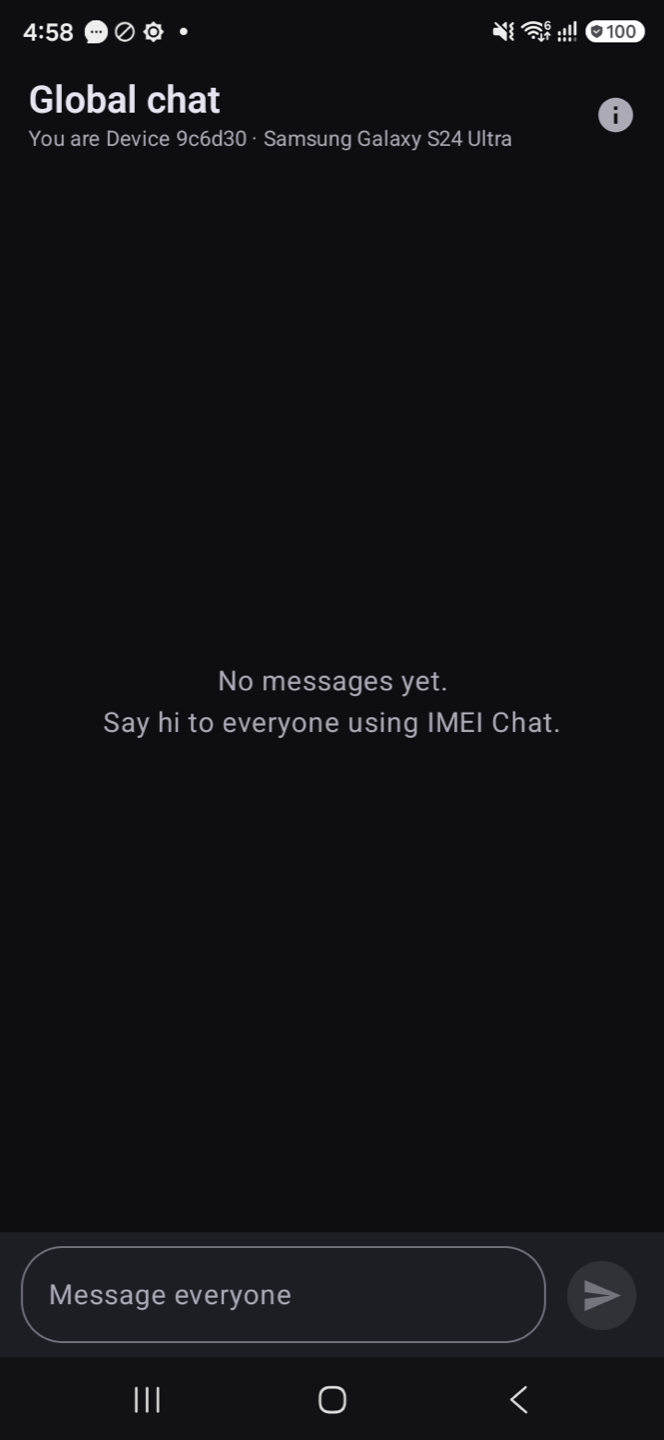 4:58
100
Global chat
You are Device 9c6d30 · Samsung Galaxy S24 Ultra
No messages yet.
Say hi to everyone using IMEI Chat.
Message everyone